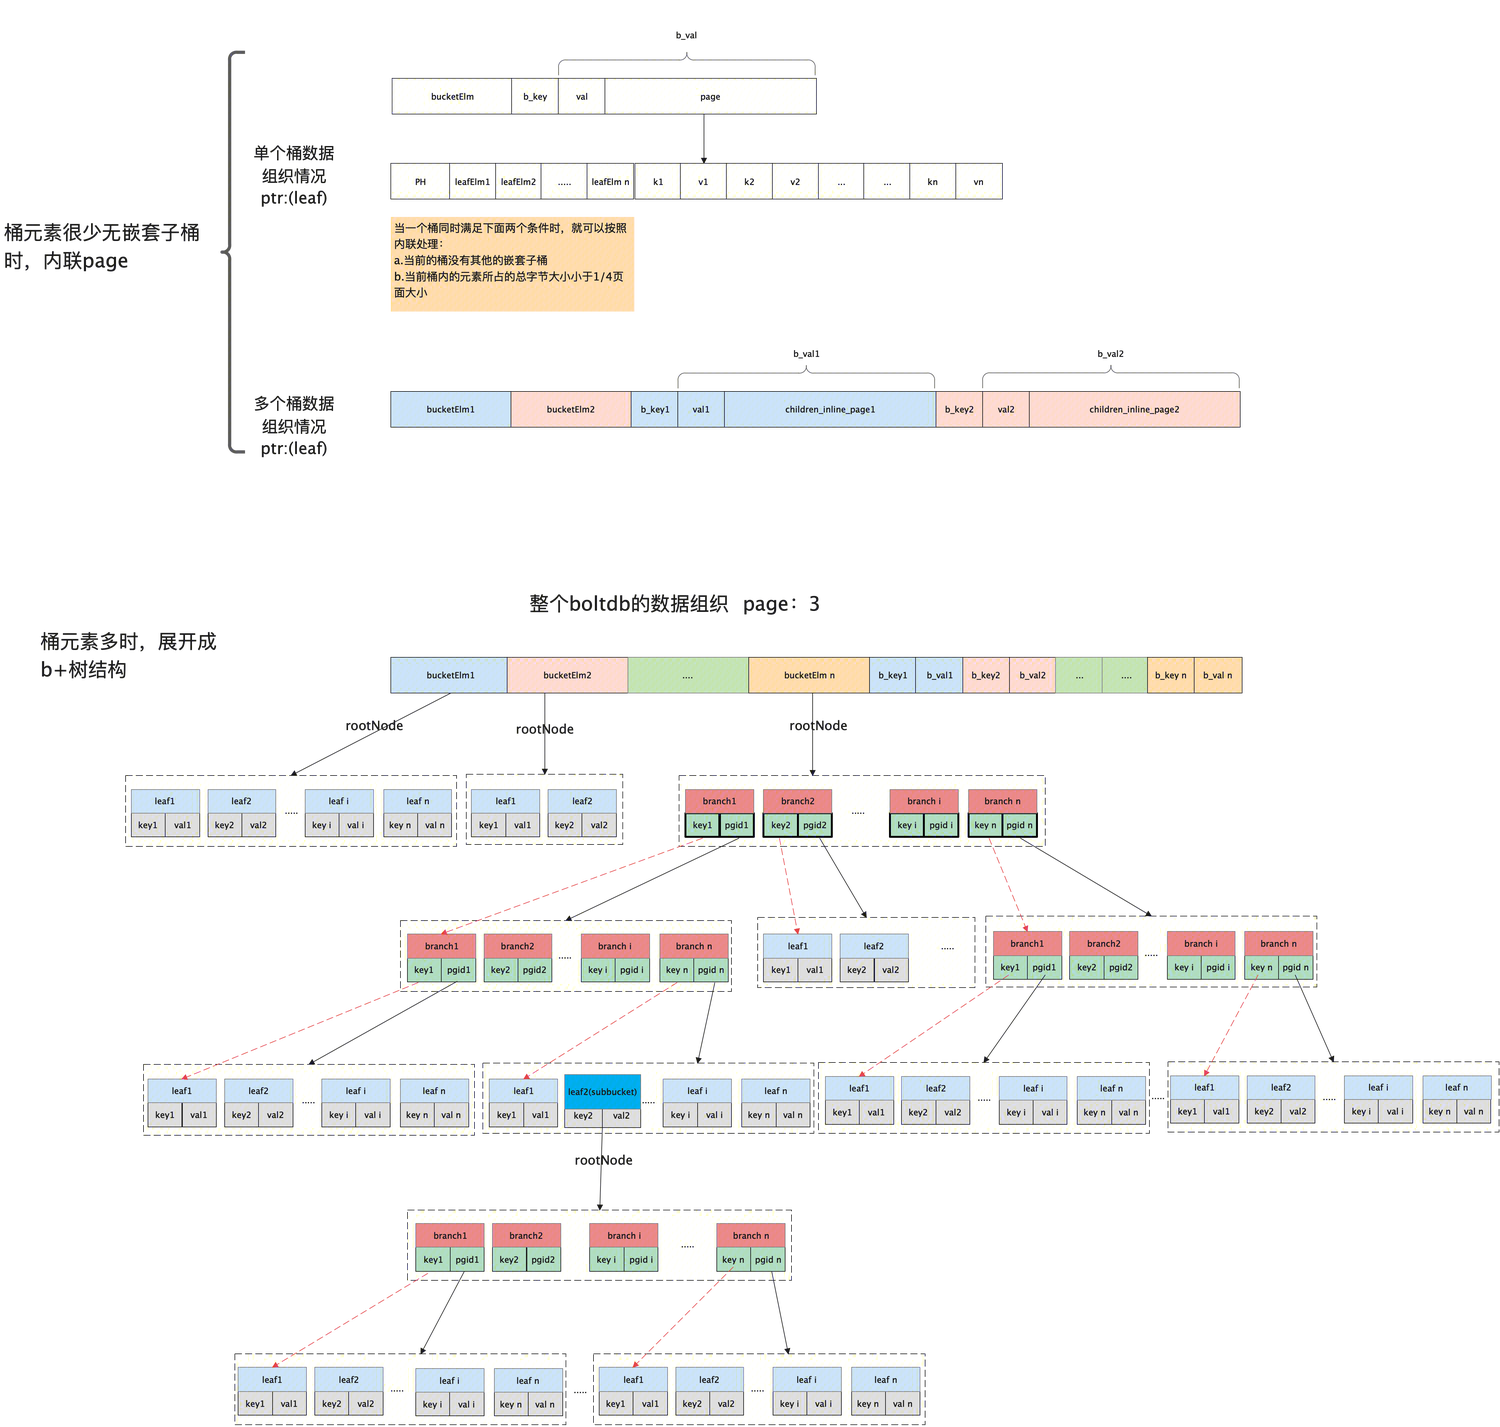 b_val
bucketElm b_key val page
单个桶数据
组织情况
ptr:(leaf)
PH leafElm1 leafElm2 ..... leafElm n k1 v1 k2 v2 ... ... kn vn
桶元素很少无嵌套子桶
时，内联page
当一个桶同时满足下面两个条件时，就可以按照
内联处理：
a.当前的桶没有其他的嵌套子桶
b.当前桶内的元素所占的总字节大小小于1/4页
面大小
b_val1 b_val2
多个桶数据
组织情况
ptr:(leaf)
bucketElm1 bucketElm2 b_key1 val1 children_inline_page1 b_key2 val2 children_inline_page2
整个boltdb的数据组织 page：3
桶元素多时，展开成
b+树结构
bucketElm1 bucketElm2 .... bucketElm n b_key1 b_val1 b_key2 b_val2 ... .... b_key n b_val n
rootNode rootNode rootNode
leaf1 leaf2 ..... leaf i leaf n leaf1 leaf2 branch1 branch2 ..... branch i branch n
key1 val1 key2 val2 key i val i key n val n key1 val1 key2 val2 key1 pgid1 key2 pgid2 key i pgid i key n pgid n
branch1 branch2 ..... branch i branch n leaf1 leaf2 ..... branch1 branch2 ..... branch i branch n
key1 pgid1 key2 pgid2 key i pgid i key n pgid n key1 val1 key2 val2 key1 pgid1 key2 pgid2 key i pgid i key n pgid n
leaf1 leaf2 ..... leaf i leaf n leaf1 leaf2(subbucket) ..... leaf i leaf n leaf1 leaf2 ..... leaf i leaf n ..... leaf1 leaf2 ..... leaf i leaf n
key1 val1 key2 val2 key i val i key n val n key1 val1 key2 val2 key i val i key n val n key1 val1 key2 val2 key i val i key n val n key1 val1 key2 val2 key i val i key n val n
rootNode
branch1 branch2 branch i ..... branch n
key1 pgid1 key2 pgid2 key i pgid i key n pgid n
leaf1 leaf2 ..... leaf i leaf n ..... leaf1 leaf2 ..... leaf i leaf n
key1 val1 key2 val2 key i val i key n val n key1 val1 key2 val2 key i val i key n val n